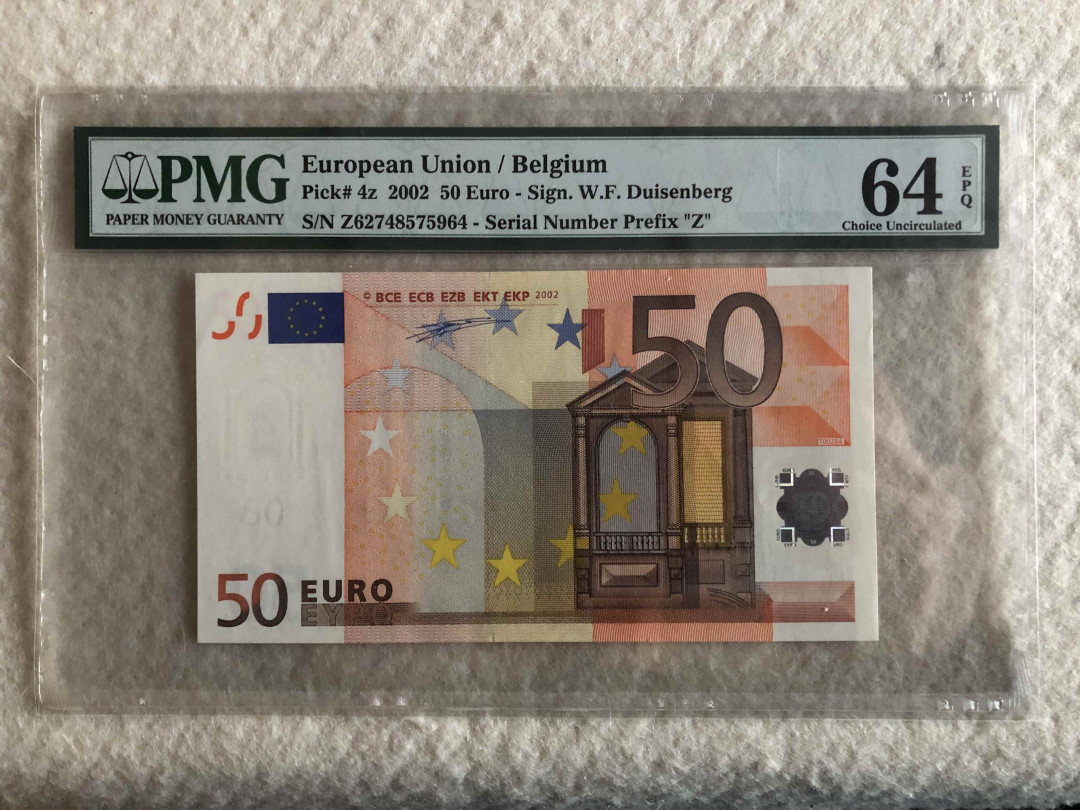 PMG
PAPER MONEY GUARANTY
European Union / Belgium
Pick# 4z 2002 50 Euro - Sign. W.F. Duisenberg
S/N Z62748575964 - Serial Number Prefix "Z"
64
EPQ
Choice Uncirculated
© BCE ECB EZB EKT EKP 2002
50
50 EURO
ΕΥΡΩ